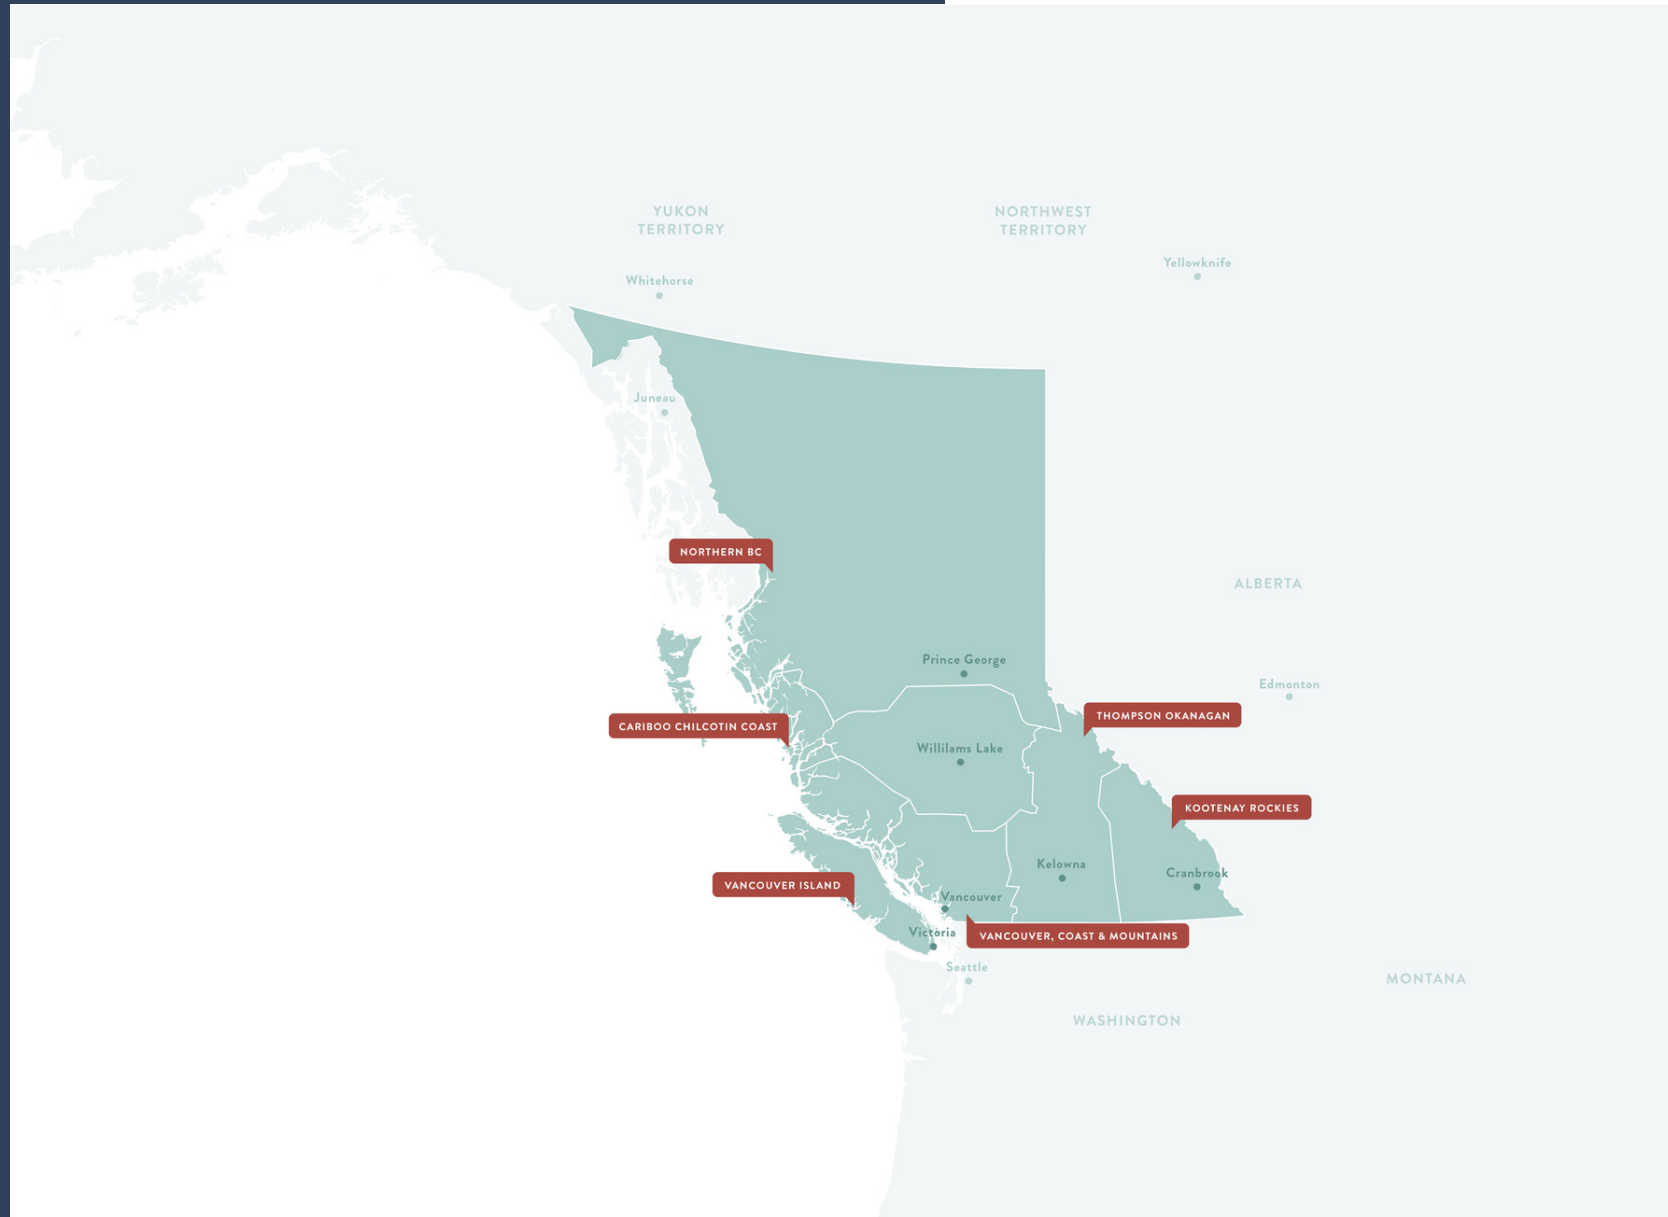 YUKON
TERRITORY
NORTHWEST
TERRITORY
Yellowknife
Whitehorse
Juneau
NORTHERN BC
ALBERTA
Prince George
Edmonton
THOMPSON OKANAGAN
CARIBOO CHILCOTIN COAST
Willilams Lake
KOOTENAY ROCKIES
Kelowna
Cranbrook
VANCOUVER ISLAND
Vancouver
Victoria
VANCOUVER, COAST & MOUNTAINS
Seattle
MONTANA
WASHINGTON